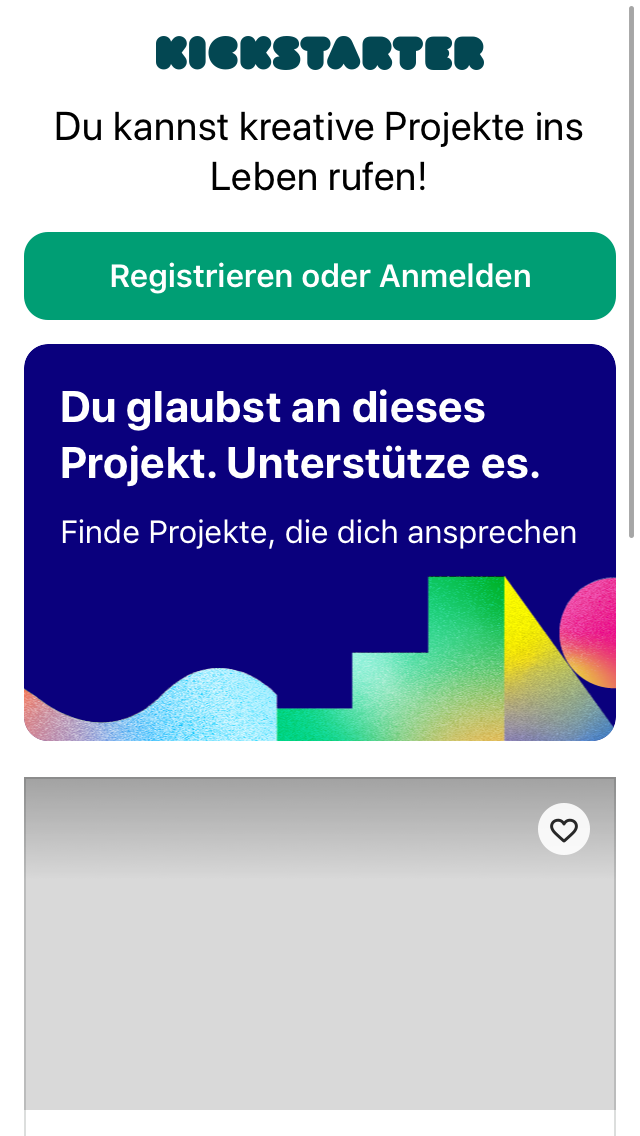 KICKSTARTER
Du kannst kreative Projekte ins
Leben rufen!
Registrieren oder Anmelden
Du glaubst an dieses
Projekt. Unterstütze es.
Finde Projekte, die dich ansprechen